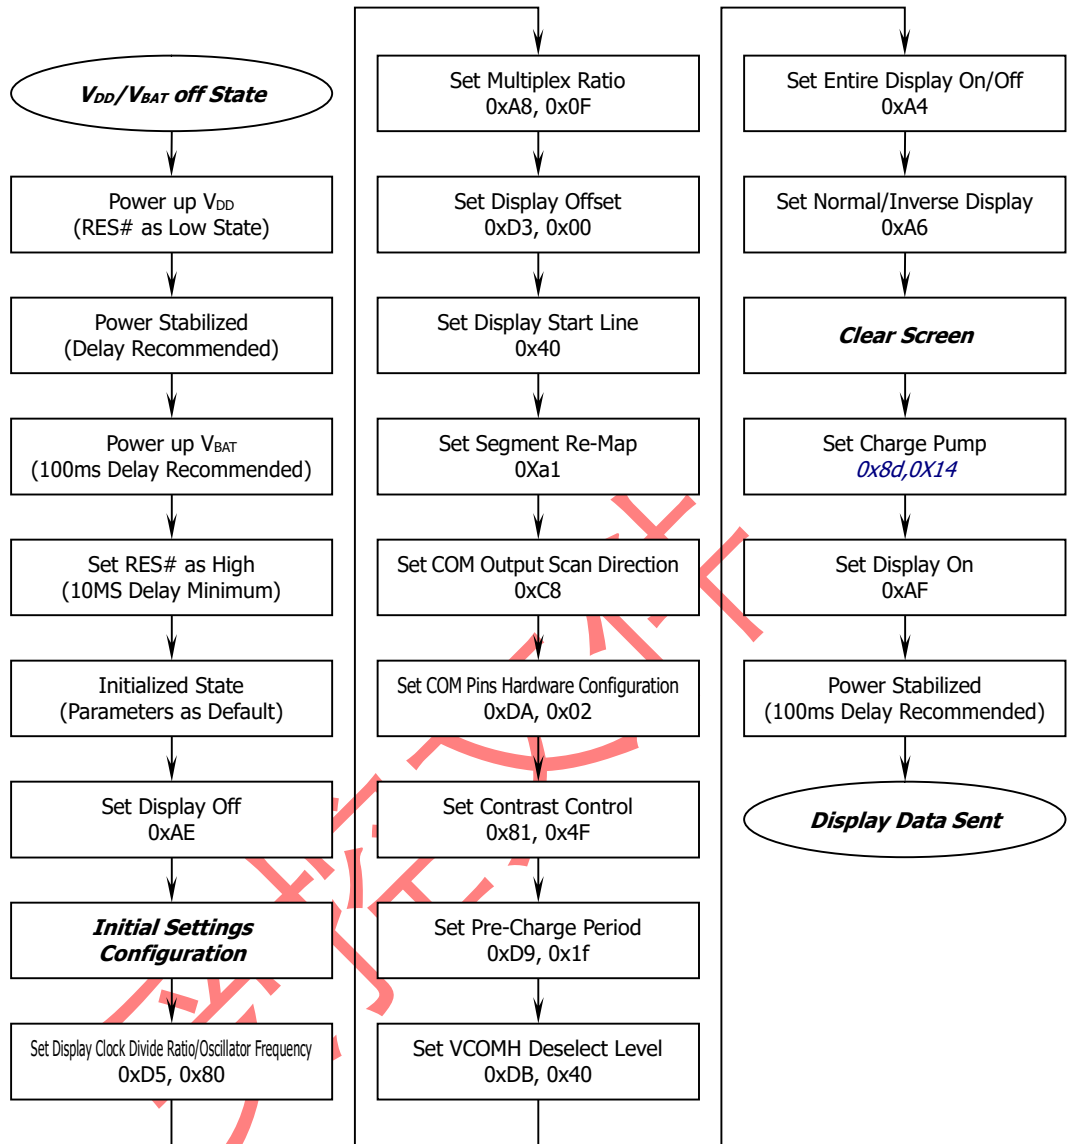 V_DD/V_BAT off State
Power up V_DD
(RES# as Low State)
Power Stabilized
(Delay Recommended)
Power up V_BAT
(100ms Delay Recommended)
Set RES# as High
(10MS Delay Minimum)
Initialized State
(Parameters as Default)
Set Display Off
0xAE
Initial Settings
Configuration
Set Display Clock Divide Ratio/Oscillator Frequency
0xD5, 0x80
Set Multiplex Ratio
0xA8, 0x0F
Set Display Offset
0xD3, 0x00
Set Display Start Line
0x40
Set Segment Re-Map
0Xa1
Set COM Output Scan Direction
0xC8
Set COM Pins Hardware Configuration
0xDA, 0x02
Set Contrast Control
0x81, 0x4F
Set Pre-Charge Period
0xD9, 0x1f
Set VCOMH Deselect Level
0xDB, 0x40
Set Entire Display On/Off
0xA4
Set Normal/Inverse Display
0xA6
Clear Screen
Set Charge Pump
0x8d,0X14
Set Display On
0xAF
Power Stabilized
(100ms Delay Recommended)
Display Data Sent